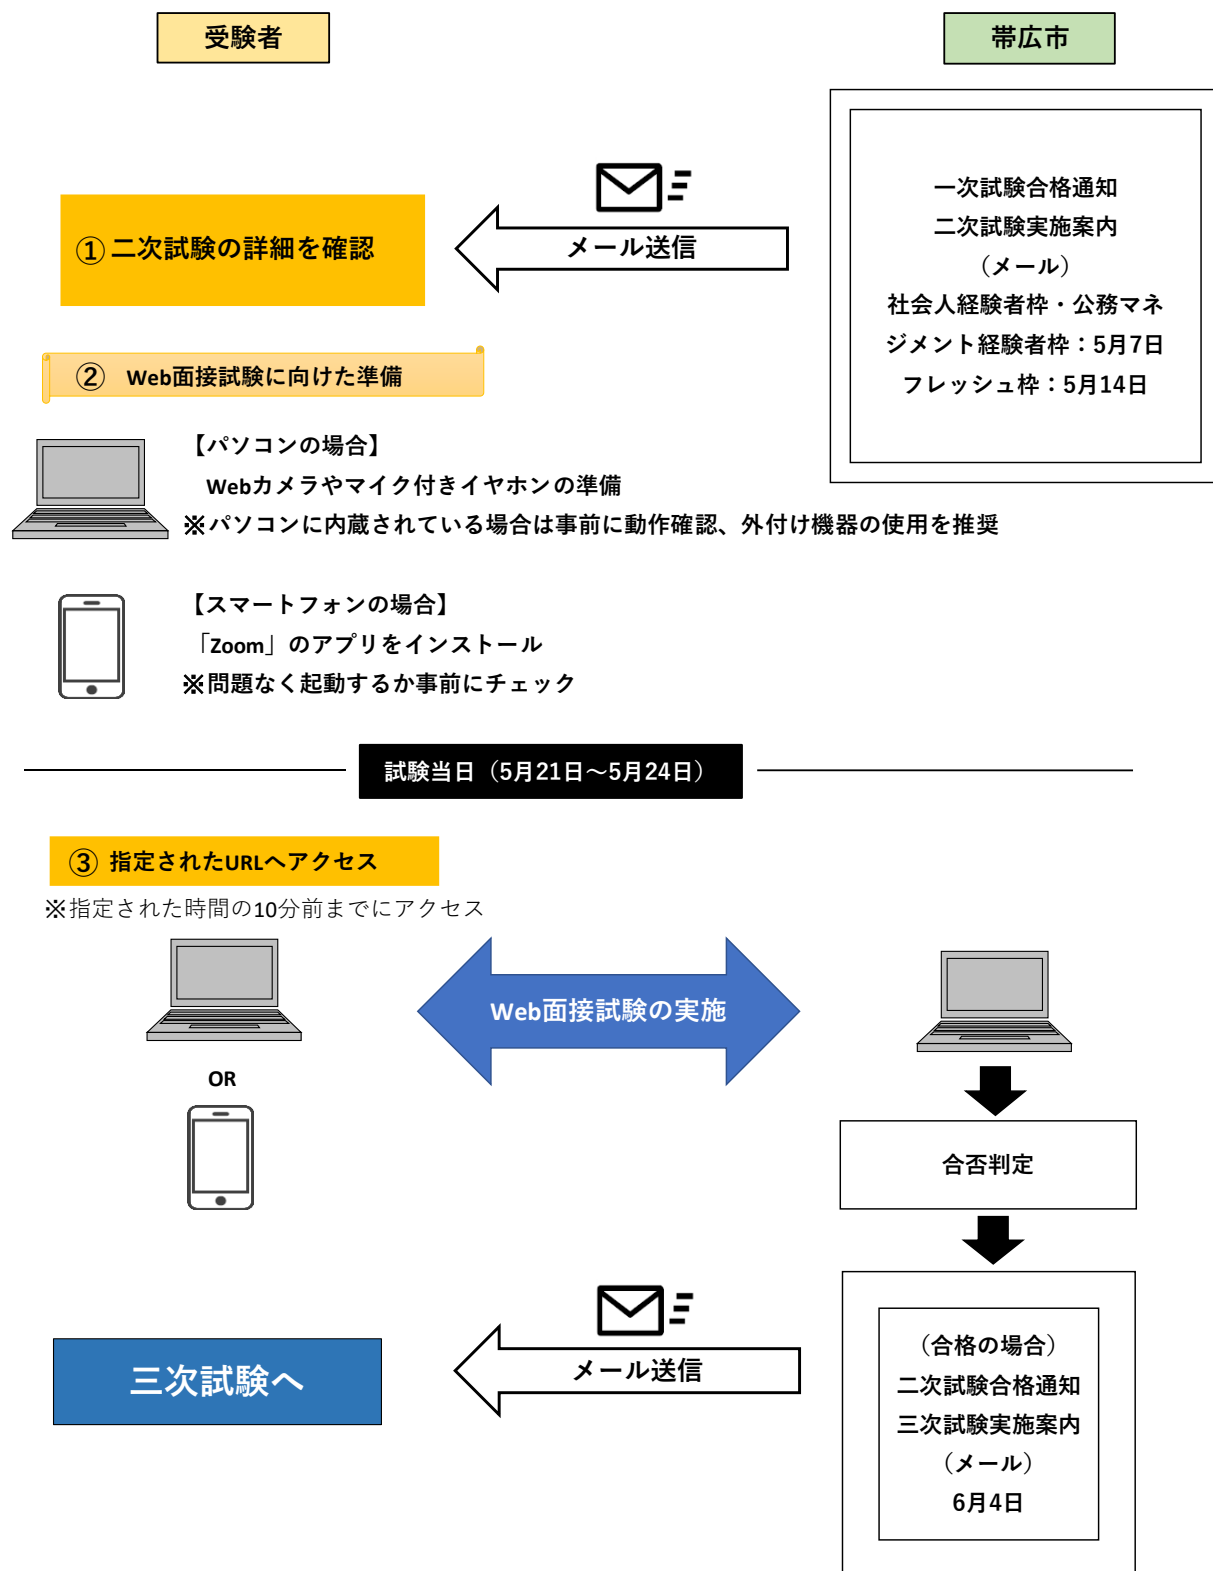 受験者
帯広市
一次試験合格通知
二次試験実施案内
（メール）
社会人経験者枠・公務マネ
ジメント経験者枠：5月7日
フレッシュ枠：5月14日
メール送信
① 二次試験の詳細を確認
② Web面接試験に向けた準備
【パソコンの場合】
Webカメラやマイク付きイヤホンの準備
※パソコンに内蔵されている場合は事前に動作確認、外付け機器の使用を推奨
【スマートフォンの場合】
「Zoom」のアプリをインストール
※問題なく起動するか事前にチェック
試験当日（5月21日～5月24日）
③ 指定されたURLへアクセス
※指定された時間の10分前までにアクセス
Web面接試験の実施
OR
合否判定
（合格の場合）
二次試験合格通知
三次試験実施案内
（メール）
6月4日
メール送信
三次試験へ